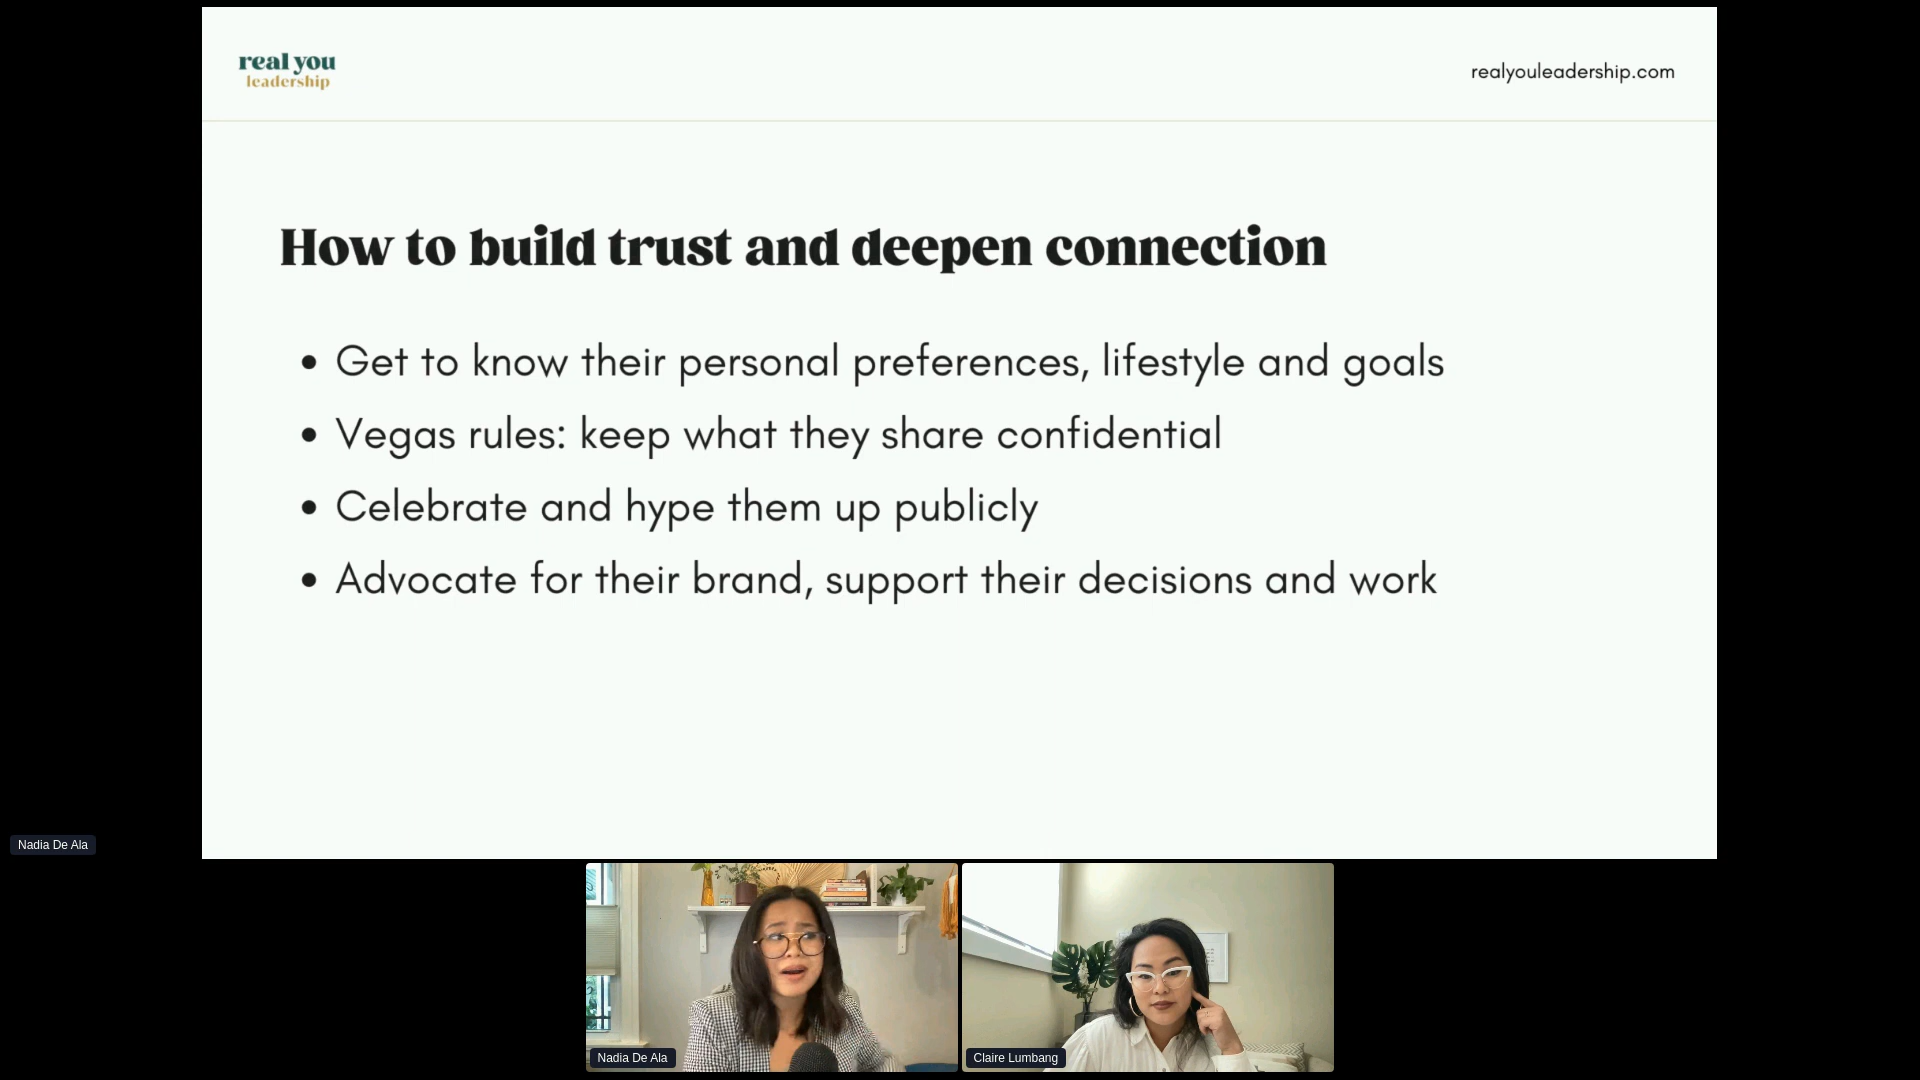 real you
leadership
realyouleadership.com
How to build trust and deepen connection
• Get to know their personal preferences, lifestyle and goals
• Vegas rules: keep what they share confidential
• Celebrate and hype them up publicly
• Advocate for their brand, support their decisions and work
Nadia De Ala
Nadia De Ala
Claire Lumbang